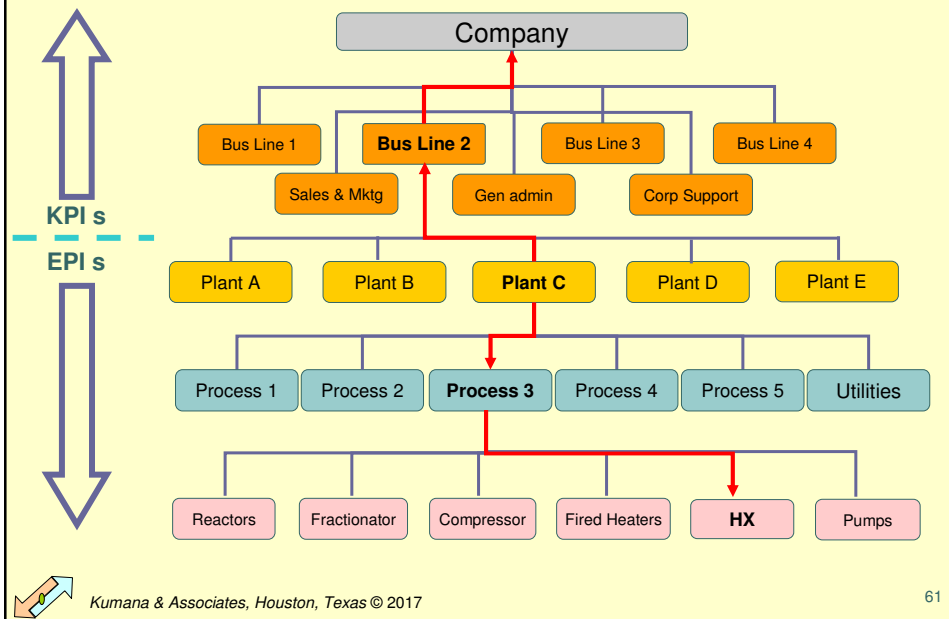 Company
Bus Line 1
Bus Line 2
Bus Line 3
Bus Line 4
Sales & Mktg
Gen admin
Corp Support
KPI s
EPI s
Plant A
Plant B
Plant C
Plant D
Plant E
Process 1
Process 2
Process 3
Process 4
Process 5
Utilities
Reactors
Fractionator
Compressor
Fired Heaters
HX
Pumps
Kumana & Associates, Houston, Texas © 2017
61